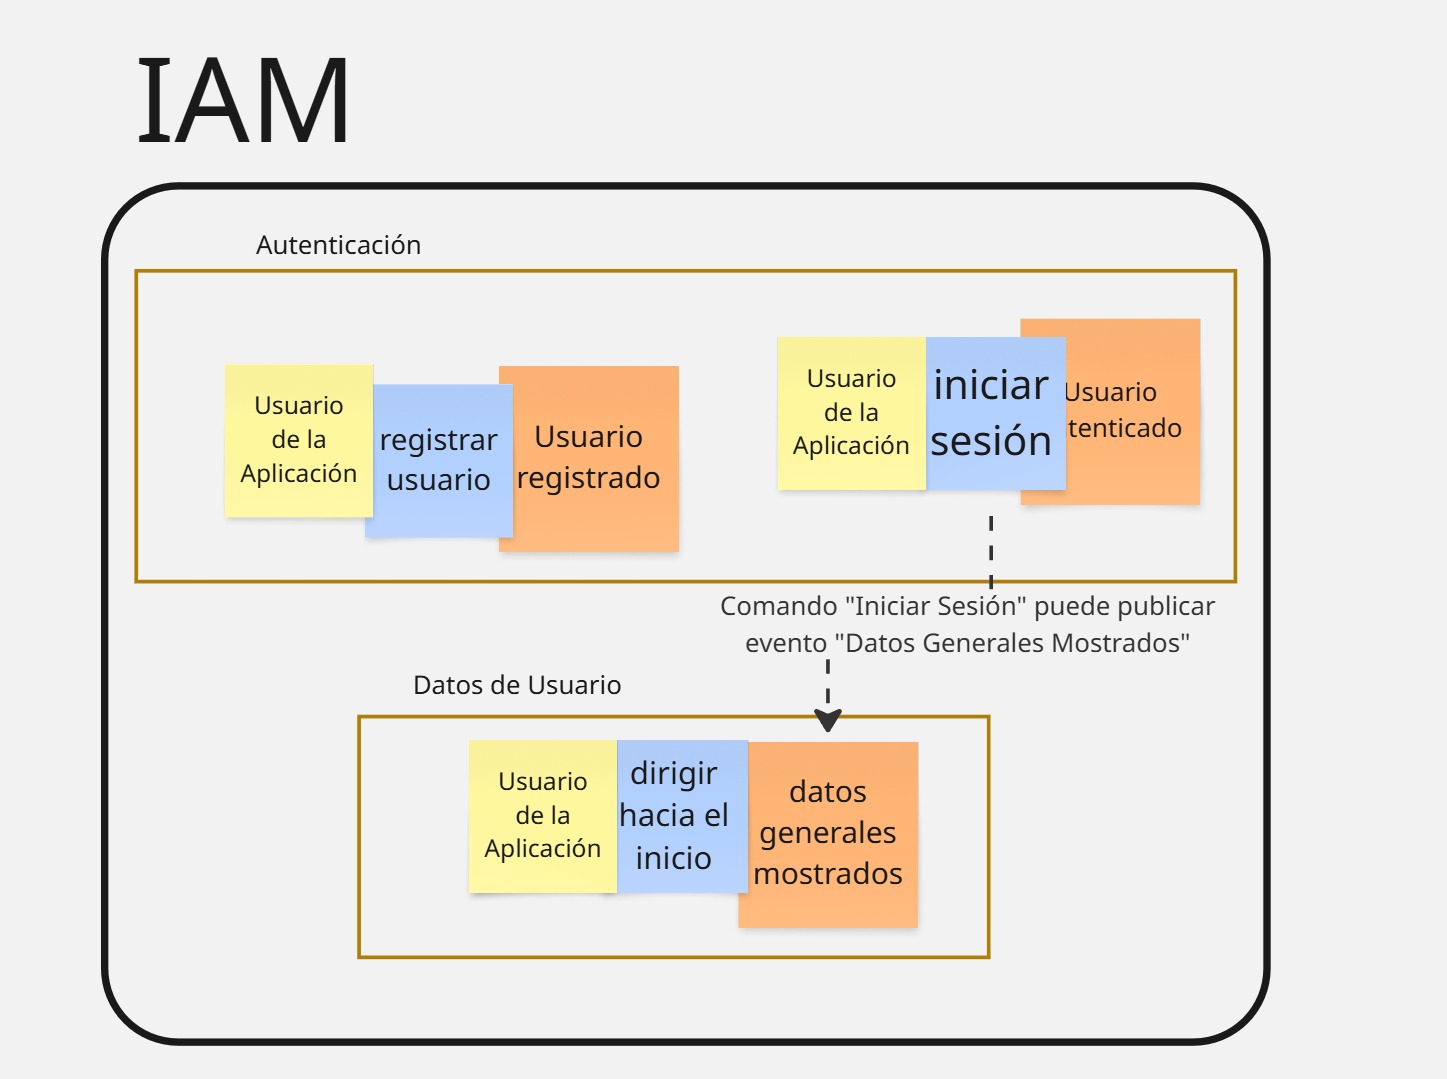 IAM
Autenticación
Usuario
de la
Aplicación
registrar
usuario
Usuario
registrado
Usuario
de la
Aplicación
iniciar
sesión
Usuario
tenticado
Comando "Iniciar Sesión" puede publicar
evento "Datos Generales Mostrados"
Datos de Usuario
Usuario
de la
Aplicación
dirigir
hacia el
inicio
datos
generales
mostrados